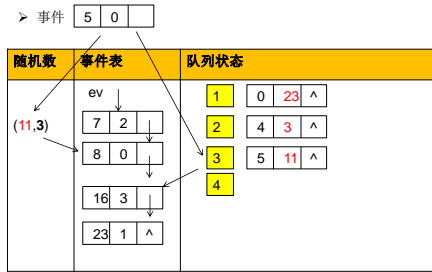 ➢ 事件 5 0
随机数 事件表 队列状态
ev
1 0 23 ^
(11,3) 7 2
2 4 3 ^
8 0
3 5 11 ^
4
16 3
23 1 ^